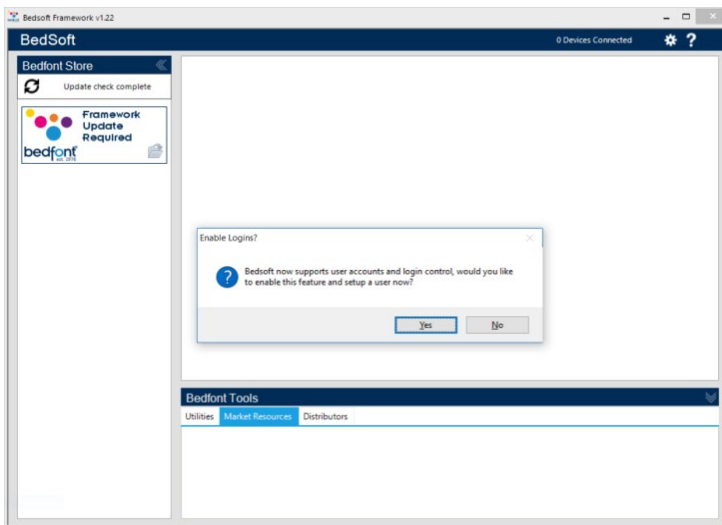 Bedsoft Framework v1.22
BedSoft
0 Devices Connected
?
Bedfont Store
Update check complete
Framework
Update
Required
bedfont
est. 1976
Enable Logins?
?
Bedsoft now supports user accounts and login control, would you like
to enable this feature and setup a user now?
Yes
No
Bedfont Tools
Utilities
Market Resources
Distributors